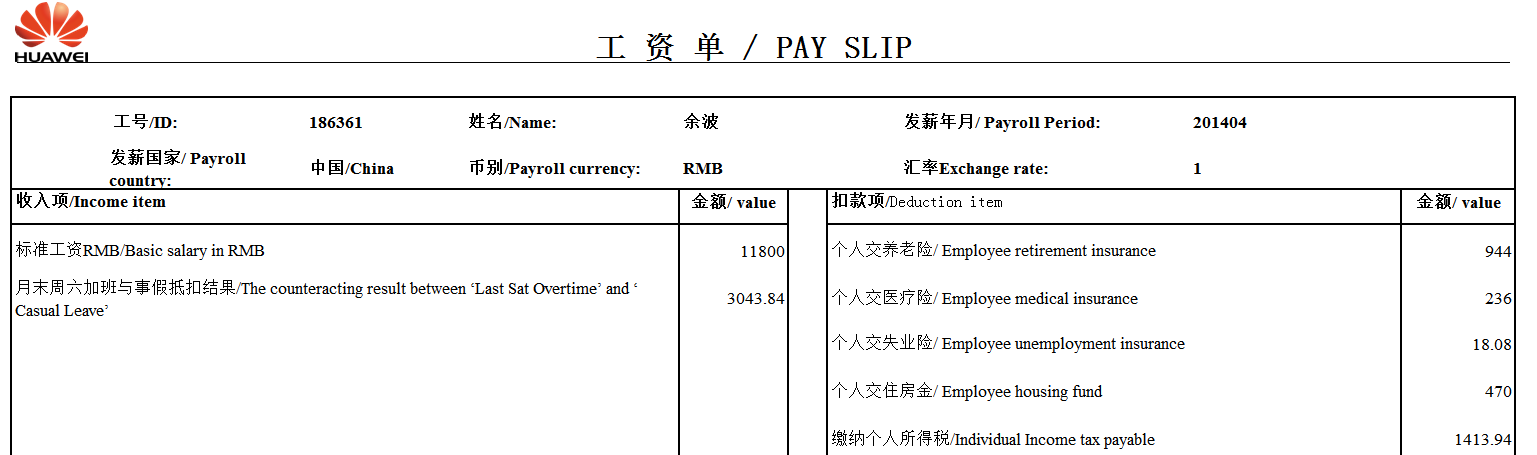 HUAWEI
工 资 单 / PAY SLIP
工号/ID: 186361 姓名/Name: 余波 发薪年月/ Payroll Period: 201404
发薪国家/ Payroll country: 中国/China 币别/Payroll currency: RMB 汇率Exchange rate: 1
收入项/Income item 金额/ value 扣款项/Deduction item 金额/ value
标准工资RMB/Basic salary in RMB 11800 个人交养老险/ Employee retirement insurance 944
月末周六加班与事假抵扣结果/The counteracting result between ‘Last Sat Overtime’ and ‘
Casual Leave’ 3043.84 个人交医疗险/ Employee medical insurance 236
个人交失业险/ Employee unemployment insurance 18.08
个人交住房金/ Employee housing fund 470
缴纳个人所得税/Individual Income tax payable 1413.94